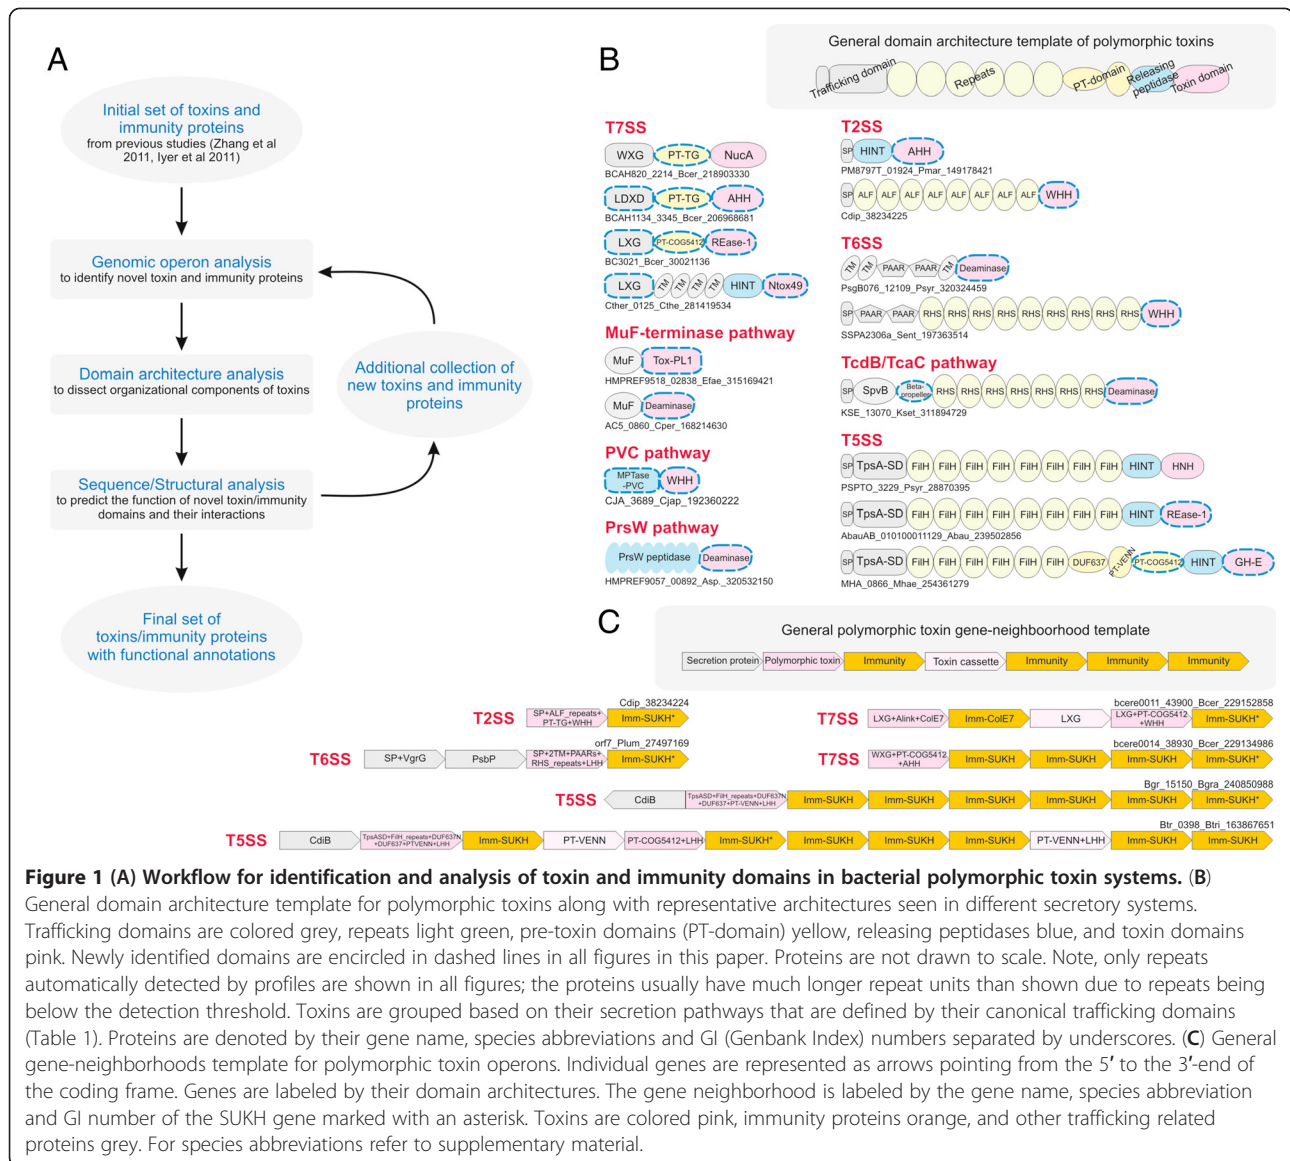 A
Initial set of toxins and
immunity proteins
from previous studies (Zhang et al
2011, Iyer et al 2011)
Genomic operon analysis
to identify novel toxin and immunity proteins
Domain architecture analysis
to dissect organizational components of toxins
Sequence/Structural analysis
to predict the function of novel toxin/immunity
domains and their interactions
Final set of
toxins/immunity proteins
with functional annotations
Additional collection of
new toxins and immunity
proteins
B
General domain architecture template of polymorphic toxins
Trafficking domain Repeats PT-domain Releasing peptidase Toxin domain
T7SS
WXG PT-TG NucA
BCAH820_2214_Bcer_218903330
LDXD PT-TG AHH
BCAH1134_3345_Bcer_206968681
LXG PT-COG5412 REase-1
BC3021_Bcer_30021136
LXG TM TM TM TM HINT Ntox49
Cther_0125_Cthe_281419534
MuF-terminase pathway
MuF Tox-PL1
HMPREF9518_02838_Efae_315169421
MuF Deaminase
AC5_0860_Cper_168214630
PVC pathway
MPTase
-PVC WHH
CJA_3689_Cjap_192360222
PrsW pathway
PrsW peptidase Deaminase
HMPREF9057_00892_Asp._320532150
T2SS
SP HINT AHH
PM8797T_01924_Pmar_149178421
SP ALF ALF ALF ALF ALF ALF ALF WHH
Cdip_38234225
T6SS
TM TM PAAR PAAR TM Deaminase
PsgB076_12109_Psyr_320324459
SP PAAR PAAR RHS RHS RHS RHS RHS RHS RHS RHS WHH
SSPA2306a_Sent_197363514
TcdB/TcaC pathway
SP SpvB Beta-
propeller RHS RHS RHS RHS RHS RHS Deaminase
KSE_13070_Kset_311894729
T5SS
SP TpsA-SD FilH FilH FilH FilH FilH FilH FilH HINT HNH
PSPTO_3229_Psyr_28870395
SP TpsA-SD FilH FilH FilH FilH FilH FilH FilH HINT REase-1
AbauAB_010100011129_Abau_239502856
SP TpsA-SD FilH FilH FilH FilH FilH FilH DUF637 PT-VENN PT-COG5412 HINT GH-E
MHA_0866_Mhae_254361279
C
General polymorphic toxin gene-neighboorhood template
Secretion protein Polymorphic toxin Immunity Toxin cassette Immunity Immunity Immunity
Cdip_38234224
T2SS SP+ALF_repeats+
PT-TG+WHH Imm-SUKH*
bcere0011_43900_Bcer_229152858
T7SS LXG+Alink+ColE7 Imm-ColE7 LXG LXG+PT-COG5412
+WHH Imm-SUKH*
orf7_Plum_27497169
T6SS SP+VgrG PsbP SP+2TM+PAARs+
RHS_repeats+LHH Imm-SUKH*
bcere0014_38930_Bcer_229134986
T7SS WXG+PT-COG5412
+AHH Imm-SUKH Imm-SUKH Imm-SUKH Imm-SUKH*
Bgr_15150_Bgra_240850988
T5SS CdiB TpsASD+FilH_repeats+DUF637N
+DUF637+PT-VENN+LHH Imm-SUKH Imm-SUKH Imm-SUKH Imm-SUKH Imm-SUKH Imm-SUKH*
Btr_0398_Btri_163867651
T5SS CdiB TpsASD+FilH_repeats+DUF637N
+DUF637+PTVENN+LHH Imm-SUKH PT-VENN PT-COG5412+LHH Imm-SUKH* Imm-SUKH Imm-SUKH Imm-SUKH PT-VENN+LHH Imm-SUKH Imm-SUKH
Figure 1 (A) Workflow for identification and analysis of toxin and immunity domains in bacterial polymorphic toxin systems. (B)
General domain architecture template for polymorphic toxins along with representative architectures seen in different secretory systems.
Trafficking domains are colored grey, repeats light green, pre-toxin domains (PT-domain) yellow, releasing peptidases blue, and toxin domains
pink. Newly identified domains are encircled in dashed lines in all figures in this paper. Proteins are not drawn to scale. Note, only repeats
automatically detected by profiles are shown in all figures; the proteins usually have much longer repeat units than shown due to repeats being
below the detection threshold. Toxins are grouped based on their secretion pathways that are defined by their canonical trafficking domains
(Table 1). Proteins are denoted by their gene name, species abbreviations and GI (Genbank Index) numbers separated by underscores. (C) General
gene-neighborhoods template for polymorphic toxin operons. Individual genes are represented as arrows pointing from the 5′ to the 3′-end of
the coding frame. Genes are labeled by their domain architectures. The gene neighborhood is labeled by the gene name, species abbreviation
and GI number of the SUKH gene marked with an asterisk. Toxins are colored pink, immunity proteins orange, and other trafficking related
proteins grey. For species abbreviations refer to supplementary material.